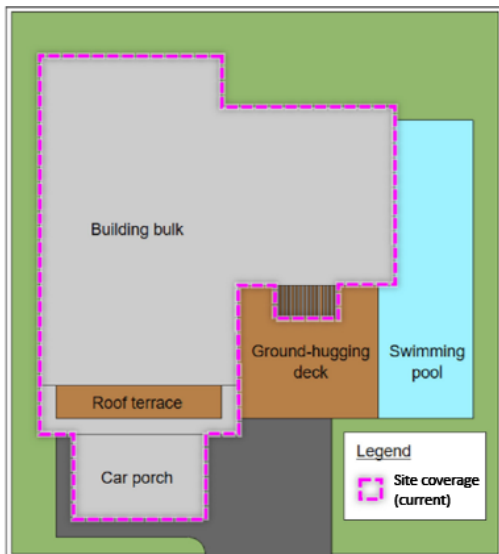 Building bulk
Ground-hugging
deck
Swimming
pool
Roof terrace
Car porch
Legend
Site coverage
(current)